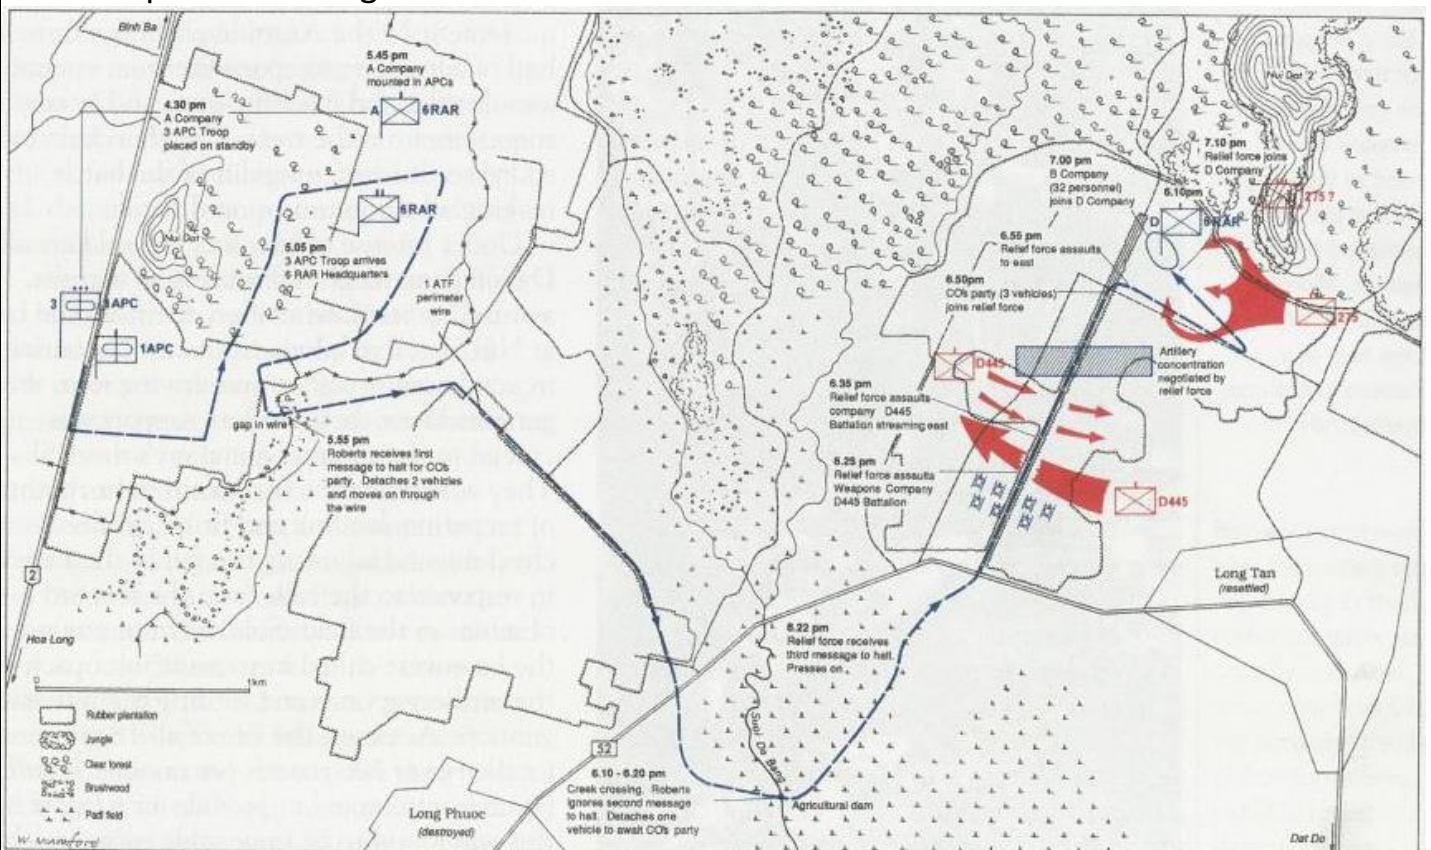 Binh Ba
5.45 pm
A Company
mounted in APCs
A 6RAR
4.30 pm
A Company
3 APC Troop
placed on standby
Nui Dat
6RAR
5.05 pm
3 APC Troop arrives
6 RAR Headquarters
1 ATF
perimeter
wire
3 1APC
1APC
gap in wire
5.55 pm
Roberts receives first
message to halt for COs
party. Detaches 2 vehicles
and moves on through
the wire
2
Hoa Long
1km
Rubber plantation
Jungle
Clear forest
Brushwood
Padi field
Long Phuoc
(destroyed)
52
6.10 - 6.20 pm
Creek crossing. Roberts
ignores second message
to halt. Detaches one
vehicle to await COs party
Suoi Da Bang
Agricultural dam
6.22 pm
Relief force receives
third message to halt.
Presses on.
6.25 pm
Relief force assaults
Weapons Company
D445 Battalion
6.35 pm
Relief force assaults
company D445
Battalion streaming east
D445
D445
6.50pm
COs party (3 vehicles)
joins relief force
6.55 pm
Relief force assaults
to east
7.00 pm
B Company
(32 personnel)
joins D Company
6.10pm
D 6RAR
7.10 pm
Relief force joins
D Company
Nui Dat
275 ?
275
Artillery
concentration
negotiated by
relief force
Long Tan
(resettled)
Dat Do